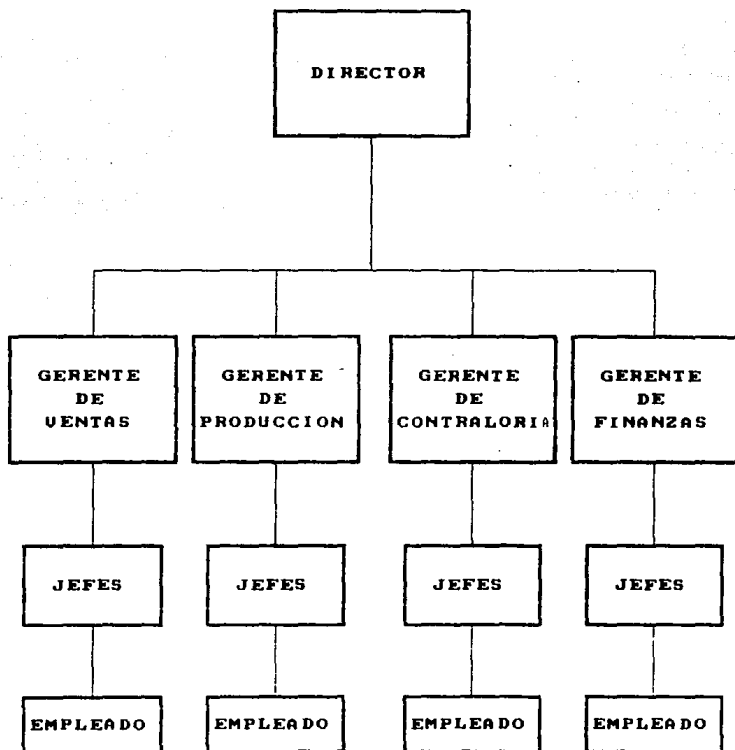 DIRECTOR
GERENTE
DE
VENTAS
GERENTE
DE
PRODUCCION
GERENTE
DE
CONTRALORIA
GERENTE
DE
FINANZAS
JEFES
JEFES
JEFES
JEFES
EMPLEADO
EMPLEADO
EMPLEADO
EMPLEADO